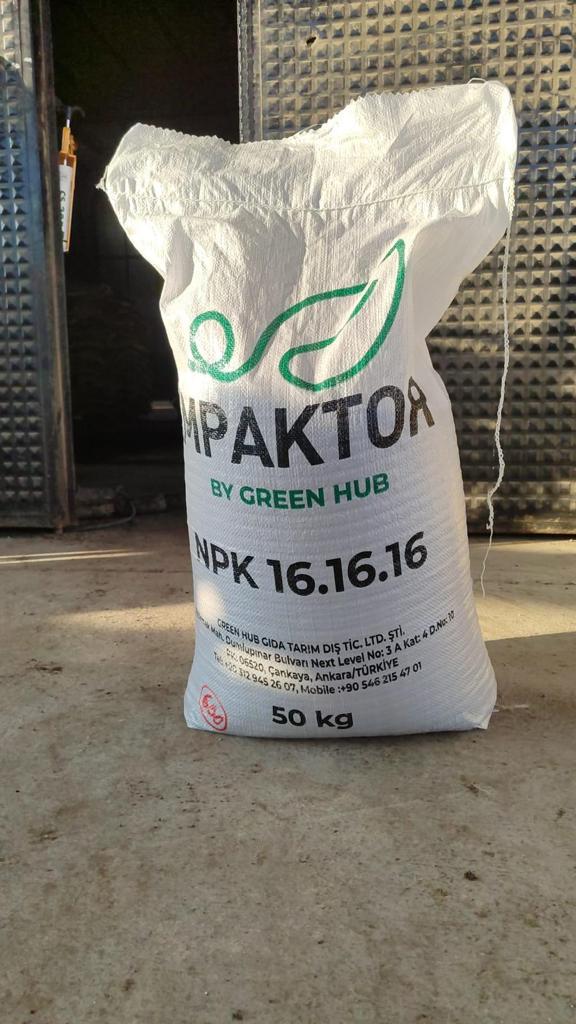 MPAKTOR
BY GREEN HUB
NPK 16.16.16
GREEN HUB GIDA TARIM DIŞ TİC. LTD. ŞTİ.
Mah. Dumlupınar Bulvarı Next Level No: 3 A Kat: 4 D.No: 10
06520, Çankaya, Ankara/TÜRKİYE
Tel: +90 312 945 26 07, Mobile :+90 546 215 47 01
50 kg